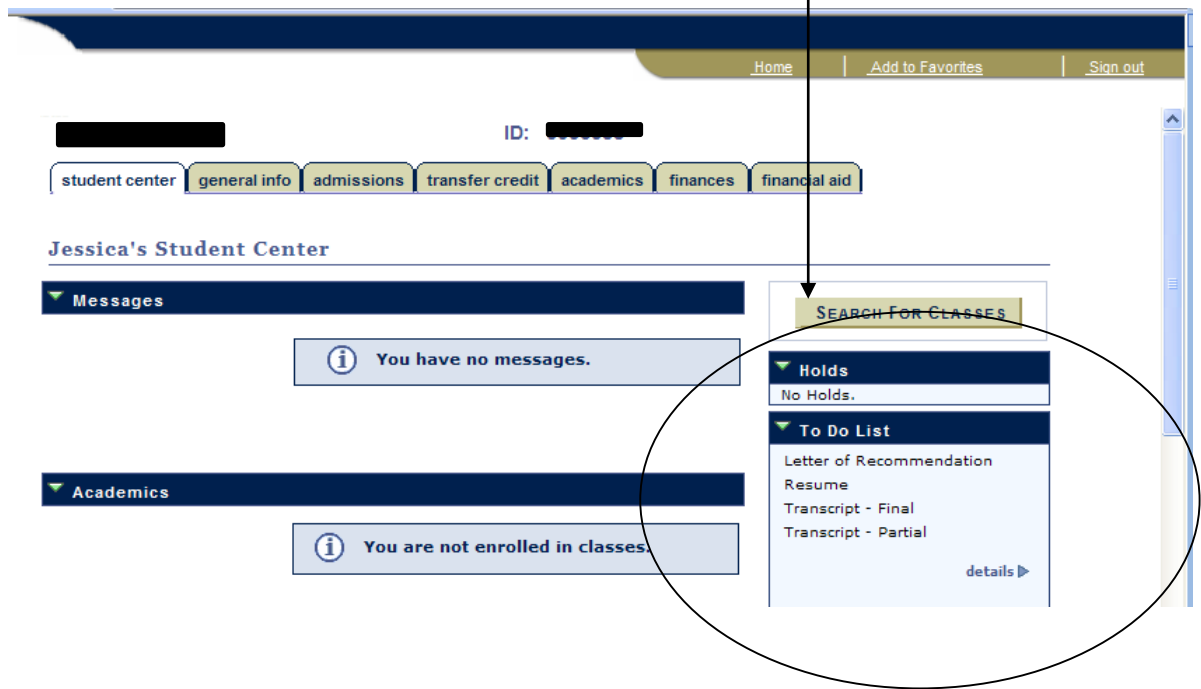 Home Add to Favorites Sign out
ID:
student center general info admissions transfer credit academics finances financial aid
Jessica's Student Center
Messages
You have no messages.
Academics
You are not enrolled in classes.
SEARCH FOR CLASSES
Holds
No Holds.
To Do List
Letter of Recommendation
Resume
Transcript - Final
Transcript - Partial
details